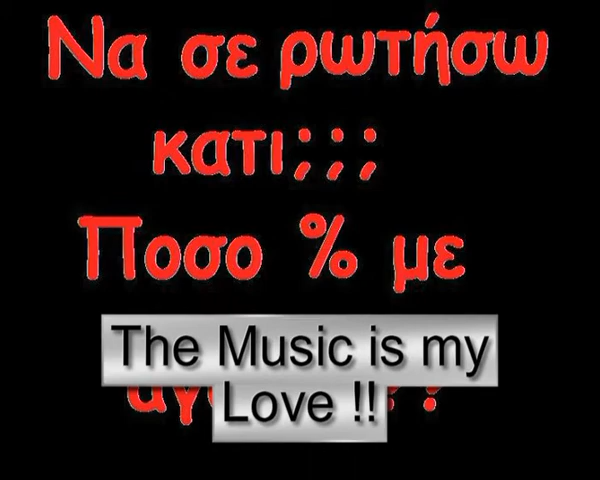 Να σε ρωτήσω
κατι;;;
Ποσο % με
The Music is my
Love !!